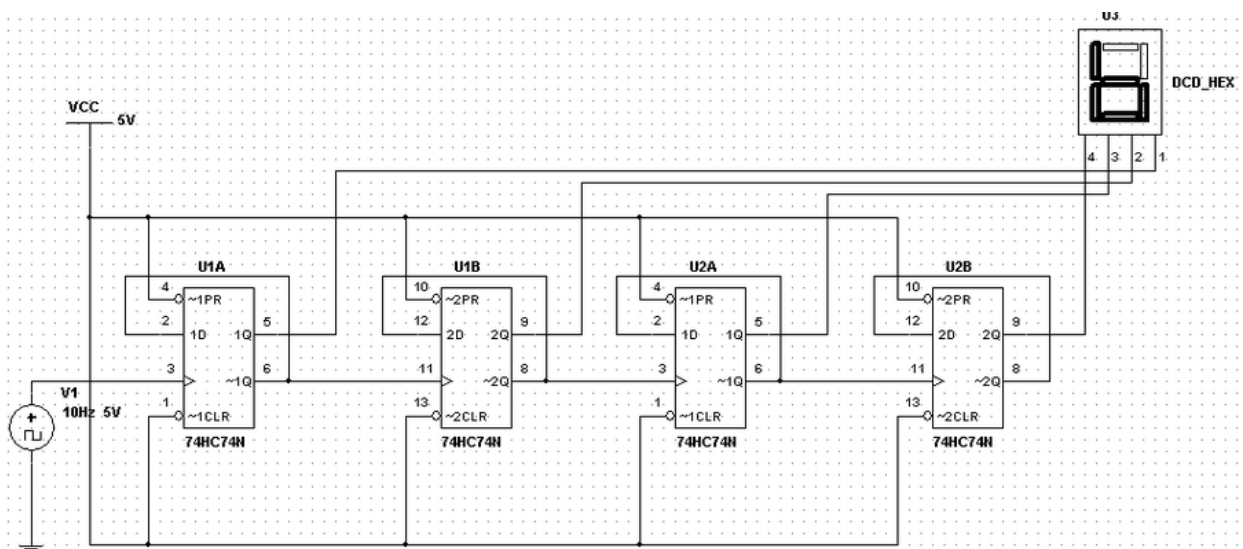 U3
DCD_HEX
VCC
5V
4 3 2 1
U1A
U1B
U2A
U2B
4 ~1PR
2 1D 1Q 5
3 ~1Q 6
1 ~1CLR
74HC74N
10 ~2PR
12 2D 2Q 9
11 ~2Q 8
13 ~2CLR
74HC74N
4 ~1PR
2 1D 1Q 5
3 ~1Q 6
1 ~1CLR
74HC74N
10 ~2PR
12 2D 2Q 9
11 ~2Q 8
13 ~2CLR
74HC74N
V1
10Hz 5V